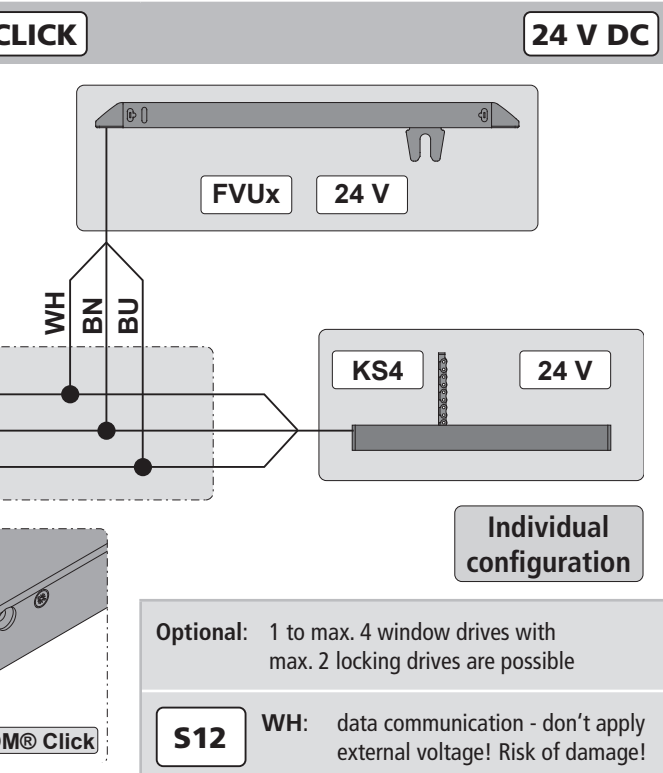 CLICK
24 V DC
FVUx 24 V
WH
BN
BU
KS4 24 V
Individual
configuration
Optional: 1 to max. 4 window drives with
max. 2 locking drives are possible
OM® Click
S12 WH: data communication - don’t apply
external voltage! Risk of damage!